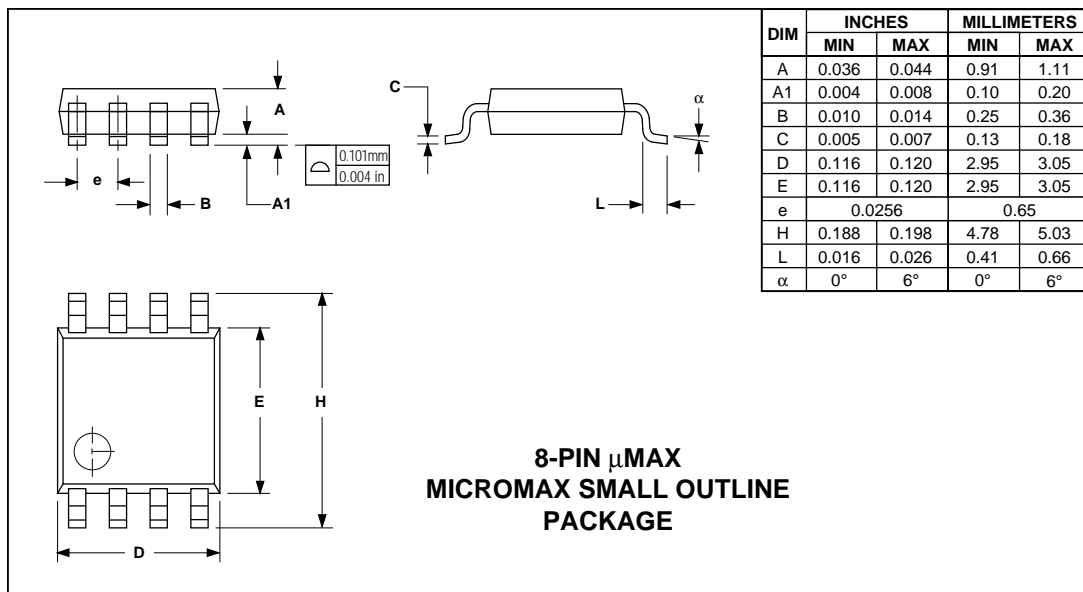 DIM INCHES MILLIMETERS
MIN MAX MIN MAX
A 0.036 0.044 0.91 1.11
A1 0.004 0.008 0.10 0.20
B 0.010 0.014 0.25 0.36
C 0.005 0.007 0.13 0.18
D 0.116 0.120 2.95 3.05
E 0.116 0.120 2.95 3.05
e 0.0256 0.65
H 0.188 0.198 4.78 5.03
L 0.016 0.026 0.41 0.66
α 0° 6° 0° 6°
A
C
α
0.101mm
0.004 in
e
B
A1
L
E
H
D
8-PIN μMAX
MICROMAX SMALL OUTLINE
PACKAGE